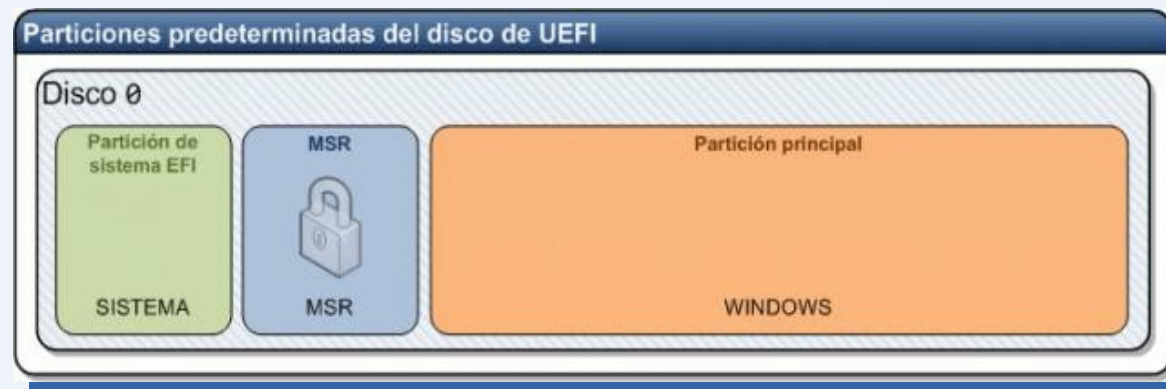 Particiones predeterminadas del disco de UEFI
Disco 0
Partición de
sistema EFI
SISTEMA
MSR
MSR
Partición principal
WINDOWS